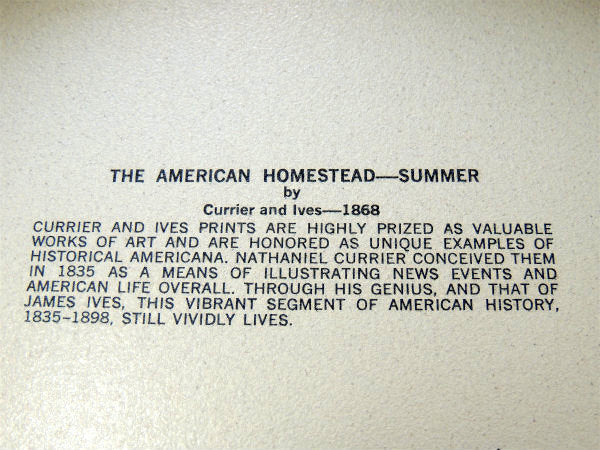 THE AMERICAN HOMESTEAD—SUMMER
by
Currier and Ives—1868
CURRIER AND IVES PRINTS ARE HIGHLY PRIZED AS VALUABLE
WORKS OF ART AND ARE HONORED AS UNIQUE EXAMPLES OF
HISTORICAL AMERICANA. NATHANIEL CURRIER CONCEIVED THEM
IN 1835 AS A MEANS OF ILLUSTRATING NEWS EVENTS AND
AMERICAN LIFE OVERALL. THROUGH HIS GENIUS, AND THAT OF
JAMES IVES, THIS VIBRANT SEGMENT OF AMERICAN HISTORY,
1835-1898, STILL VIVIDLY LIVES.